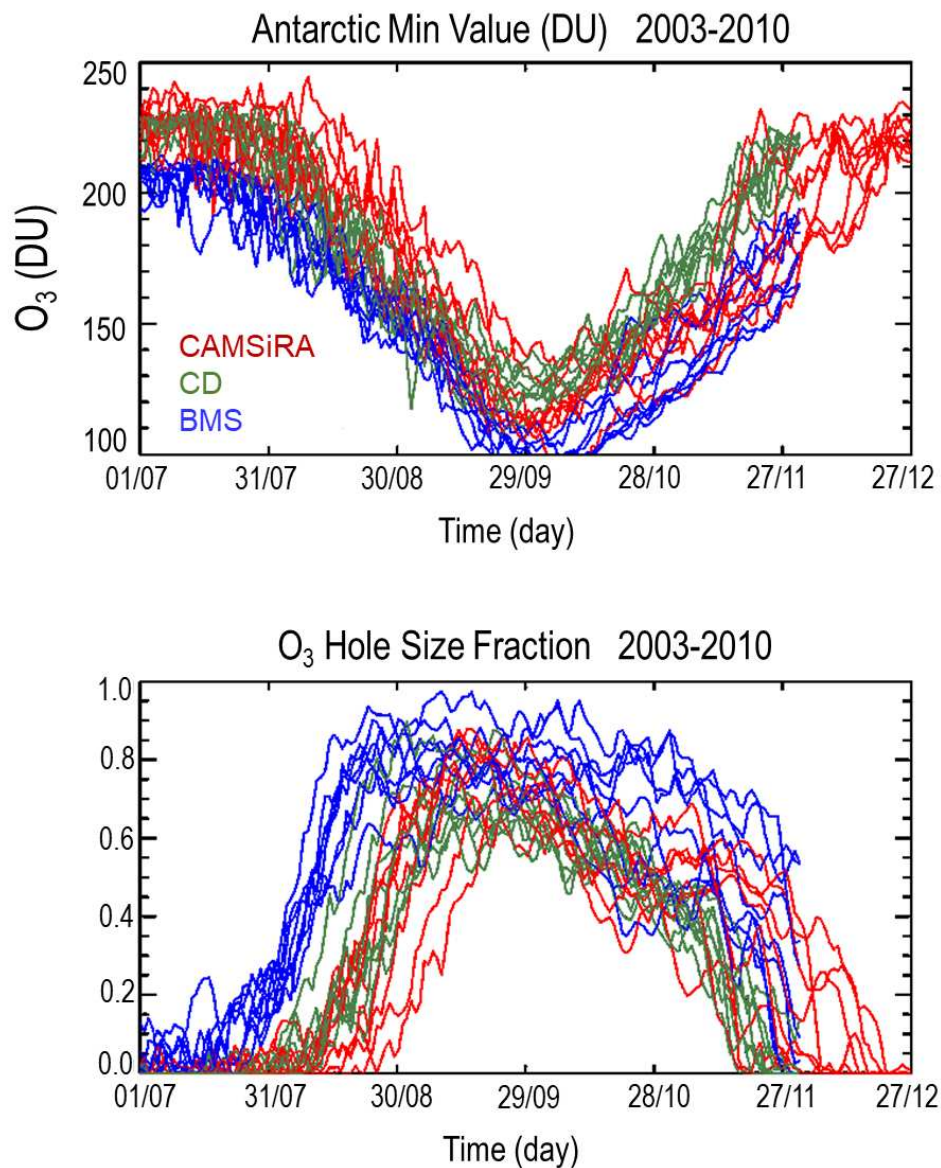 Antarctic Min Value (DU) 2003-2010
250
200
150
100
O₃ (DU)
CAMSiRA
CD
BMS
01/07 31/07 30/08 29/09 28/10 27/11 27/12
Time (day)
O₃ Hole Size Fraction 2003-2010
1.0
0.8
0.6
0.4
0.2
0.0
01/07 31/07 30/08 29/09 28/10 27/11 27/12
Time (day)